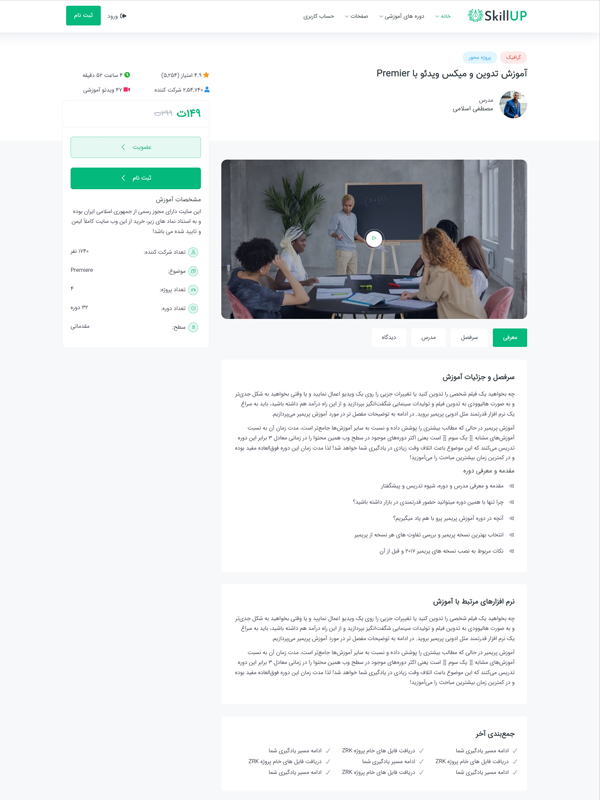 SkillUP
خانه
دوره های آموزشی
صفحات
حساب کاربری
ورود
ثبت نام
گرافیک
پروژه محور
آموزش تدوین و میکس ویدئو با Premier
مدرس
مصطفی اسلامی
۴.۹ امتیاز (۵,۲۵۴)
۴ ساعت ۵۲ دقیقه
۲,۵۴,۷۴۰ شرکت کننده
۴۷ ویدئو آموزشی
۱۴۹ت ۲۹۹ت
عضویت
ثبت نام
مشخصات آموزش
این سایت دارای مجوز رسمی از جمهوری اسلامی ایران بوده
و به استناد نماد های زیر، خرید از این وب سایت کاملاً ایمن
و تایید شده می باشد!
تعداد شرکت کننده:
۱۷۴۰ نفر
موضوع:
Premiere
تعداد پروژه:
۴
تعداد دوره:
۳۲ دوره
سطح:
مقدماتی
معرفی
سرفصل
مدرس
دیدگاه
سرفصل و جزئیات آموزش
چه بخواهید یک فیلم شخصی را تدوین کنید یا تغییرات جزیی را روی یک ویدیو اعمال نمایید و یا وقتی بخواهید به شکل جدی‌تر
و به صورت هالیوودی به تدوین فیلم و تولیدات سینمایی شگفت‌انگیز بپردازید و از این راه درآمد هم داشته باشید، باید به سراغ
یک نرم افزار قدرتمند مثل ادوبی پریمیر بروید. در ادامه به توضیحات مفصل تر در مورد آموزش پریمیر می‌پردازیم.
آموزش پریمیر در حالی که مطالب بیشتری را پوشش داده و نسبت به سایر آموزش‌ها جامع‌تر است، مدت زمان آن به نسبت
آموزش‌های مشابه || یک سوم || است یعنی اکثر دوره‌های موجود در سطح وب همین محتوا را در زمانی معادل ۳ برابر این دوره
تدریس می‌کنند که این موضوع باعث اتلاف وقت زیادی در یادگیری شما خواهد شد! لذا مدت زمان این دوره فوق‌العاده مفید بوده
و در کمترین زمان بیشترین مباحث را می‌آموزید!
مقدمه و معرفی دوره
مقدمه و معرفی مدرس و دوره، شیوه تدریس و پیشگفتار
چرا تنها با همین دوره میتوانید حضور قدرتمندی در بازار داشته باشید؟
آنچه در دوره آموزش پریمیر پرو با هم یاد میگیریم؟
انتخاب بهترین نسخه پریمیر و بررسی تفاوت های هر نسخه از پریمیر
نکات مربوط به نصب نسخه های پریمیر ۲۰۱۷ و قبل از آن
نرم افزارهای مرتبط با آموزش
چه بخواهید یک فیلم شخصی را تدوین کنید یا تغییرات جزیی را روی یک ویدیو اعمال نمایید و یا وقتی بخواهید به شکل جدی‌تر
و به صورت هالیوودی به تدوین فیلم و تولیدات سینمایی شگفت‌انگیز بپردازید و از این راه درآمد هم داشته باشید، باید به سراغ
یک نرم افزار قدرتمند مثل ادوبی پریمیر بروید. در ادامه به توضیحات مفصل تر در مورد آموزش پریمیر می‌پردازیم.
آموزش پریمیر در حالی که مطالب بیشتری را پوشش داده و نسبت به سایر آموزش‌ها جامع‌تر است، مدت زمان آن به نسبت
آموزش‌های مشابه || یک سوم || است یعنی اکثر دوره‌های موجود در سطح وب همین محتوا را در زمانی معادل ۳ برابر این دوره
تدریس می‌کنند که این موضوع باعث اتلاف وقت زیادی در یادگیری شما خواهد شد! لذا مدت زمان این دوره فوق‌العاده مفید بوده
و در کمترین زمان بیشترین مباحث را می‌آموزید!
جمع‌بندی آخر
ادامه مسیر یادگیری شما
دریافت فایل های خام پروژه ZRK
ادامه مسیر یادگیری شما
دریافت فایل های خام پروژه ZRK
ادامه مسیر یادگیری شما
دریافت فایل های خام پروژه ZRK
ادامه مسیر یادگیری شما
دریافت فایل های خام پروژه ZRK
ادامه مسیر یادگیری شما